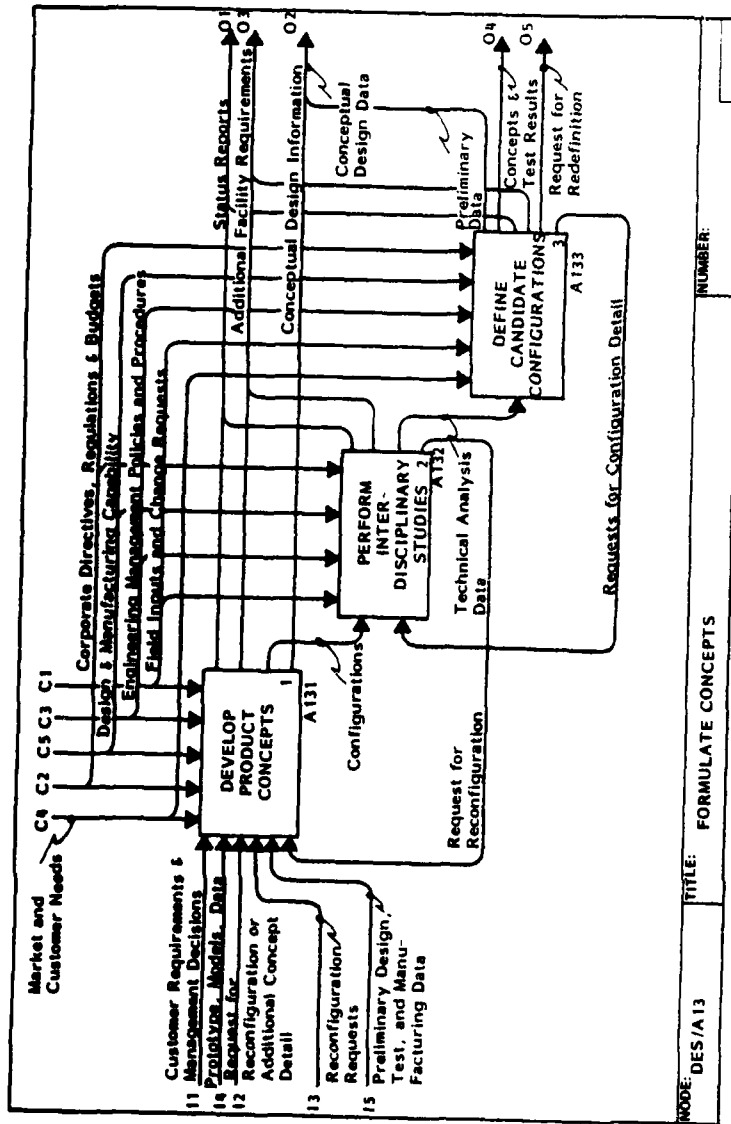 Market and
Customer Needs
C4
C2
C5
C3
C1
Corporate Directives, Regulations & Budgets
Design & Manufacturing Capability
Engineering Management Policies and Procedures
Field Inputs and Change Requests
Status Reports
O1
Additional Facility Requirements
O3
Conceptual Design Information
O2
Customer Requirements &
Management Decisions
I1
Prototype, Models, Data
I4
Request for
I2
Reconfiguration or
Additional Concept
Detail
I3
Reconfiguration
Requests
I5
Preliminary Design,
Test, and Manu-
Facturing Data
DEVELOP
PRODUCT
CONCEPTS
1
A131
Configurations
PERFORM
INTER-
DISCIPLINARY
STUDIES 2
A132
Technical Analysis
Data
Request for
Reconfiguration
Conceptual
Design Data
Preliminary
Data
DEFINE
CANDIDATE
CONFIGURATIONS
3
A133
Concepts &
Test Results
O4
Request for
Redefinition
O5
Requests for Configuration Detail
NODE: DES/A13
TITLE: FORMULATE CONCEPTS
NUMBER: